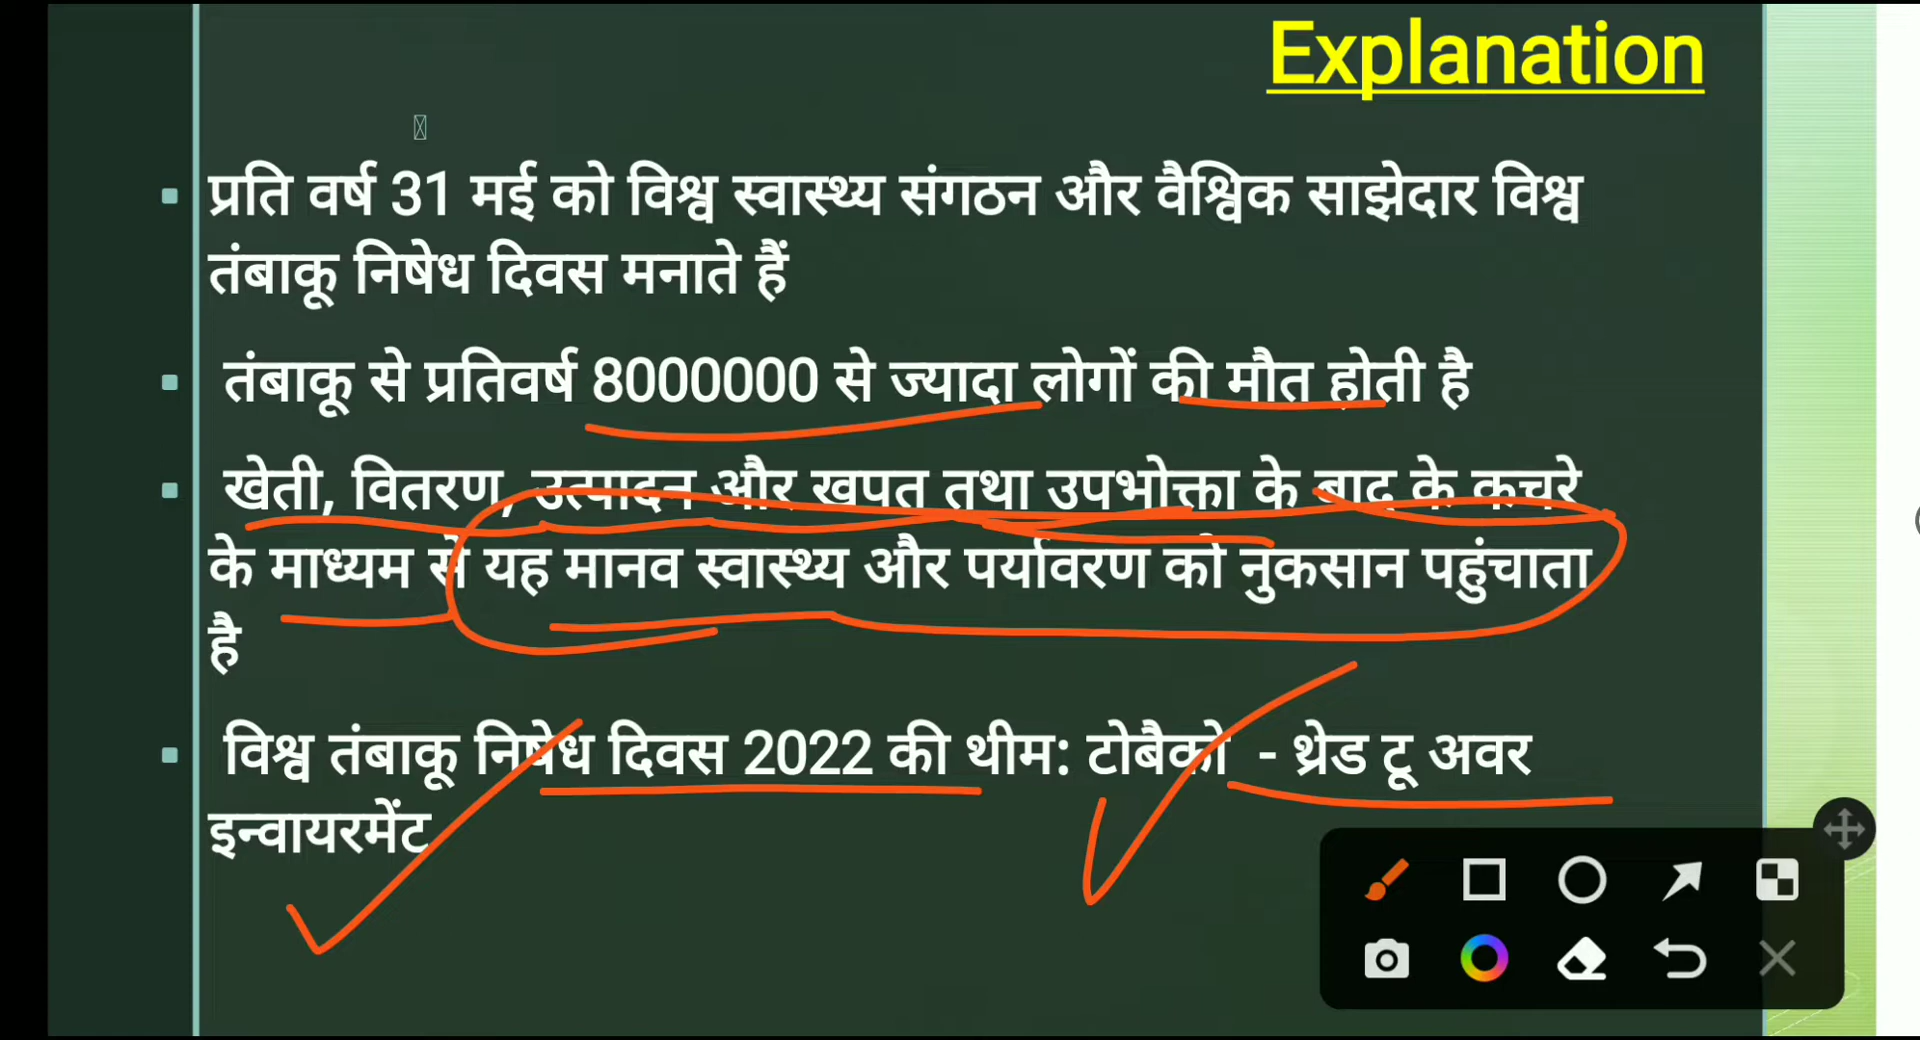 Explanation
प्रति वर्ष 31 मई को विश्व स्वास्थ्य संगठन और वैश्विक साझेदार विश्व
तंबाकू निषेध दिवस मनाते हैं
तंबाकू से प्रतिवर्ष 8000000 से ज्यादा लोगों की मौत होती है
खेती, वितरण, उत्पादन और खपत तथा उपभोक्ता के बाद के कचरे
के माध्यम से यह मानव स्वास्थ्य और पर्यावरण को नुकसान पहुंचाता
है
विश्व तंबाकू निषेध दिवस 2022 की थीम: टोबैको - थ्रेड टू अवर
इन्वायरमेंट